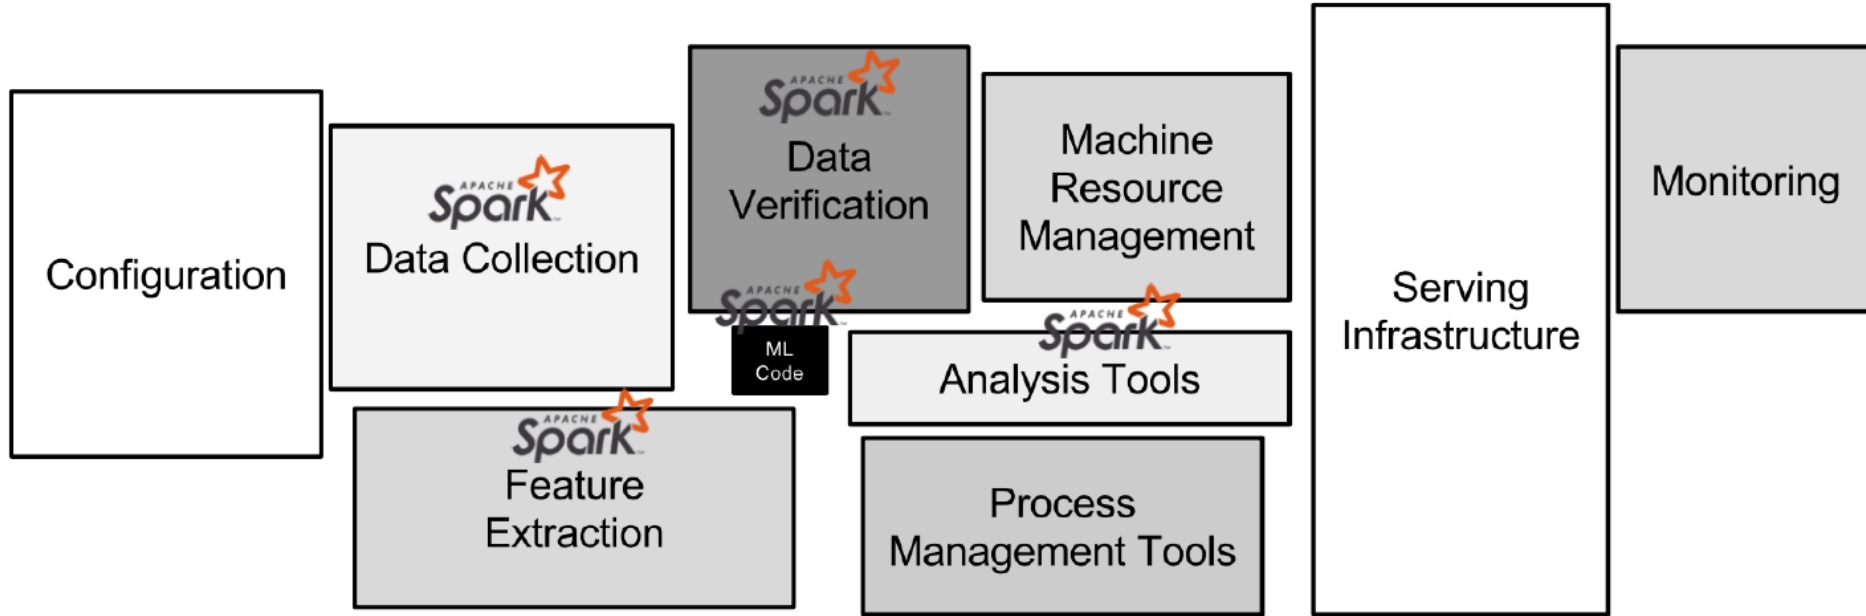 Configuration
APACHE
Spark
Data Collection
APACHE
Spark
Feature
Extraction
APACHE
Spark
Data
Verification
APACHE
Spark
ML
Code
Machine
Resource
Management
APACHE
Spark
Analysis Tools
Process
Management Tools
Serving
Infrastructure
Monitoring